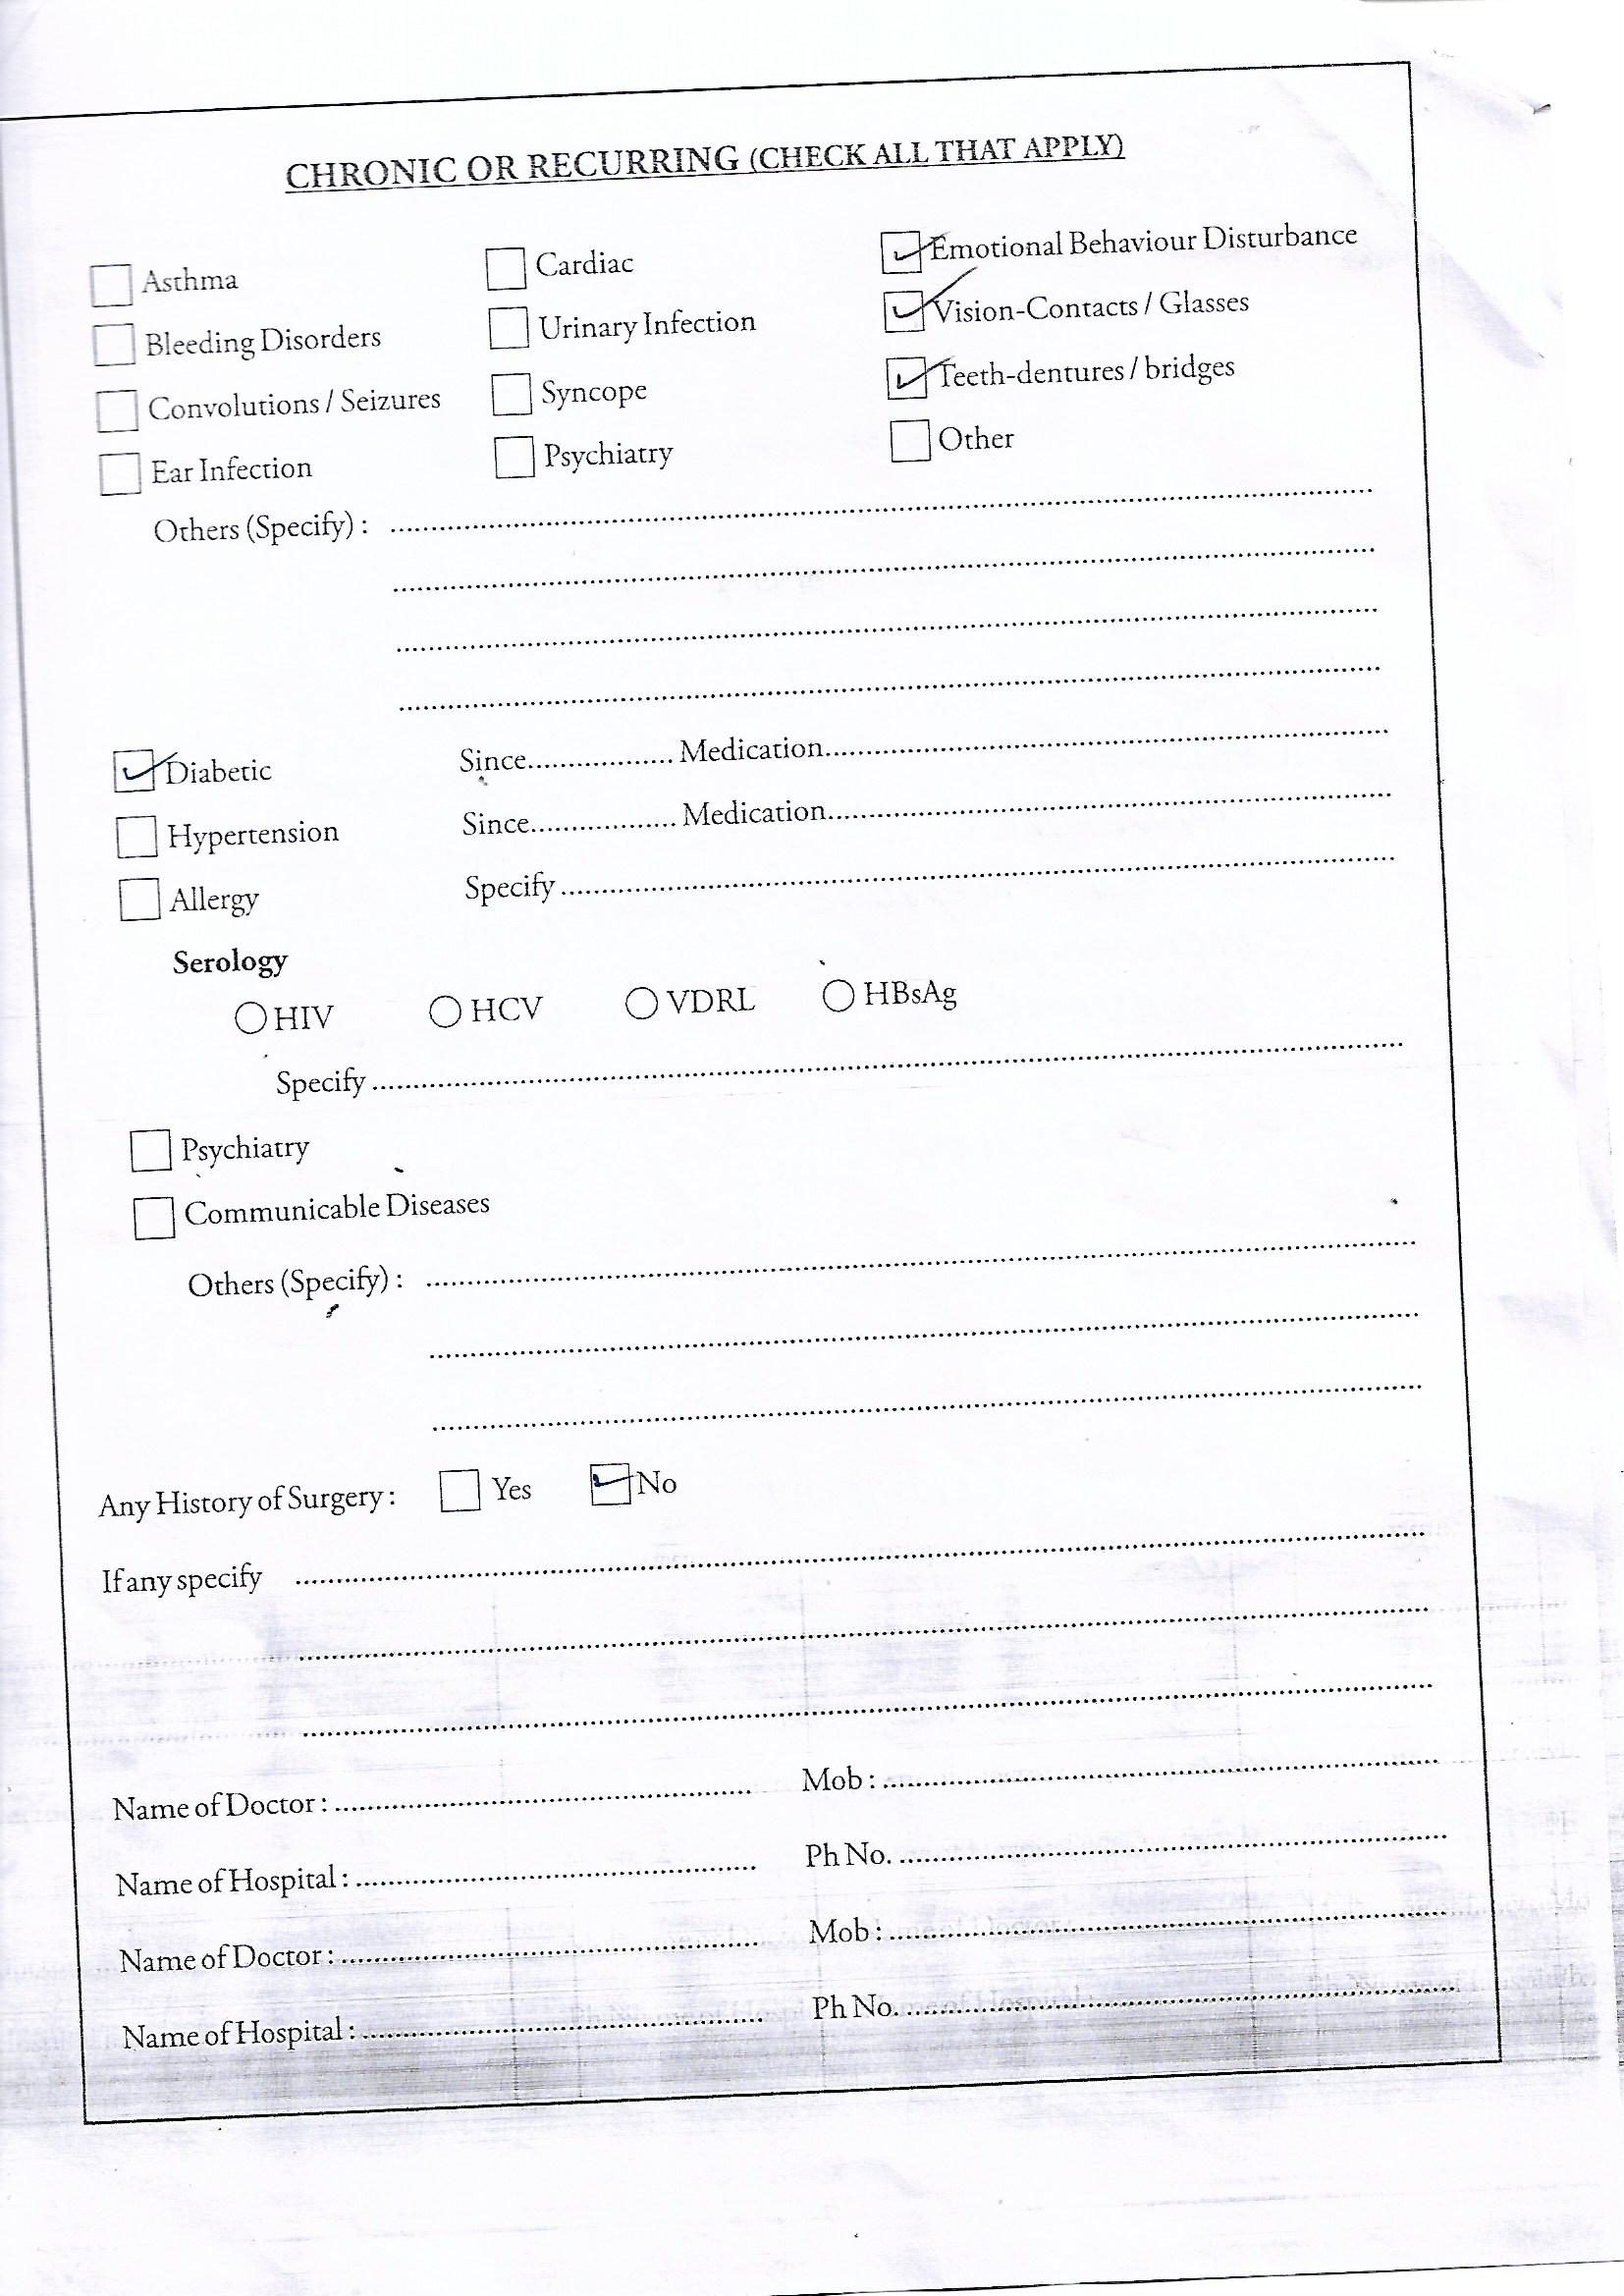 CHRONIC OR RECURRING (CHECK ALL THAT APPLY)
Asthma Cardiac Emotional Behaviour Disturbance
Bleeding Disorders Urinary Infection Vision-Contacts / Glasses
Convolutions / Seizures Syncope Teeth-dentures / bridges
Ear Infection Psychiatry Other
Others (Specify) :
Diabetic Since.................. Medication..................
Hypertension Since.................. Medication..................
Allergy Specify..................
Serology
HIV HCV VDRL HBsAg
Specify..................
Psychiatry
Communicable Diseases
Others (Specify) :
Any History of Surgery : Yes No
If any specify
Name of Doctor :.................. Mob :..................
Name of Hospital :.................. Ph No. ..................
Name of Doctor :.................. Mob :..................
Name of Hospital :.................. Ph No. ..................